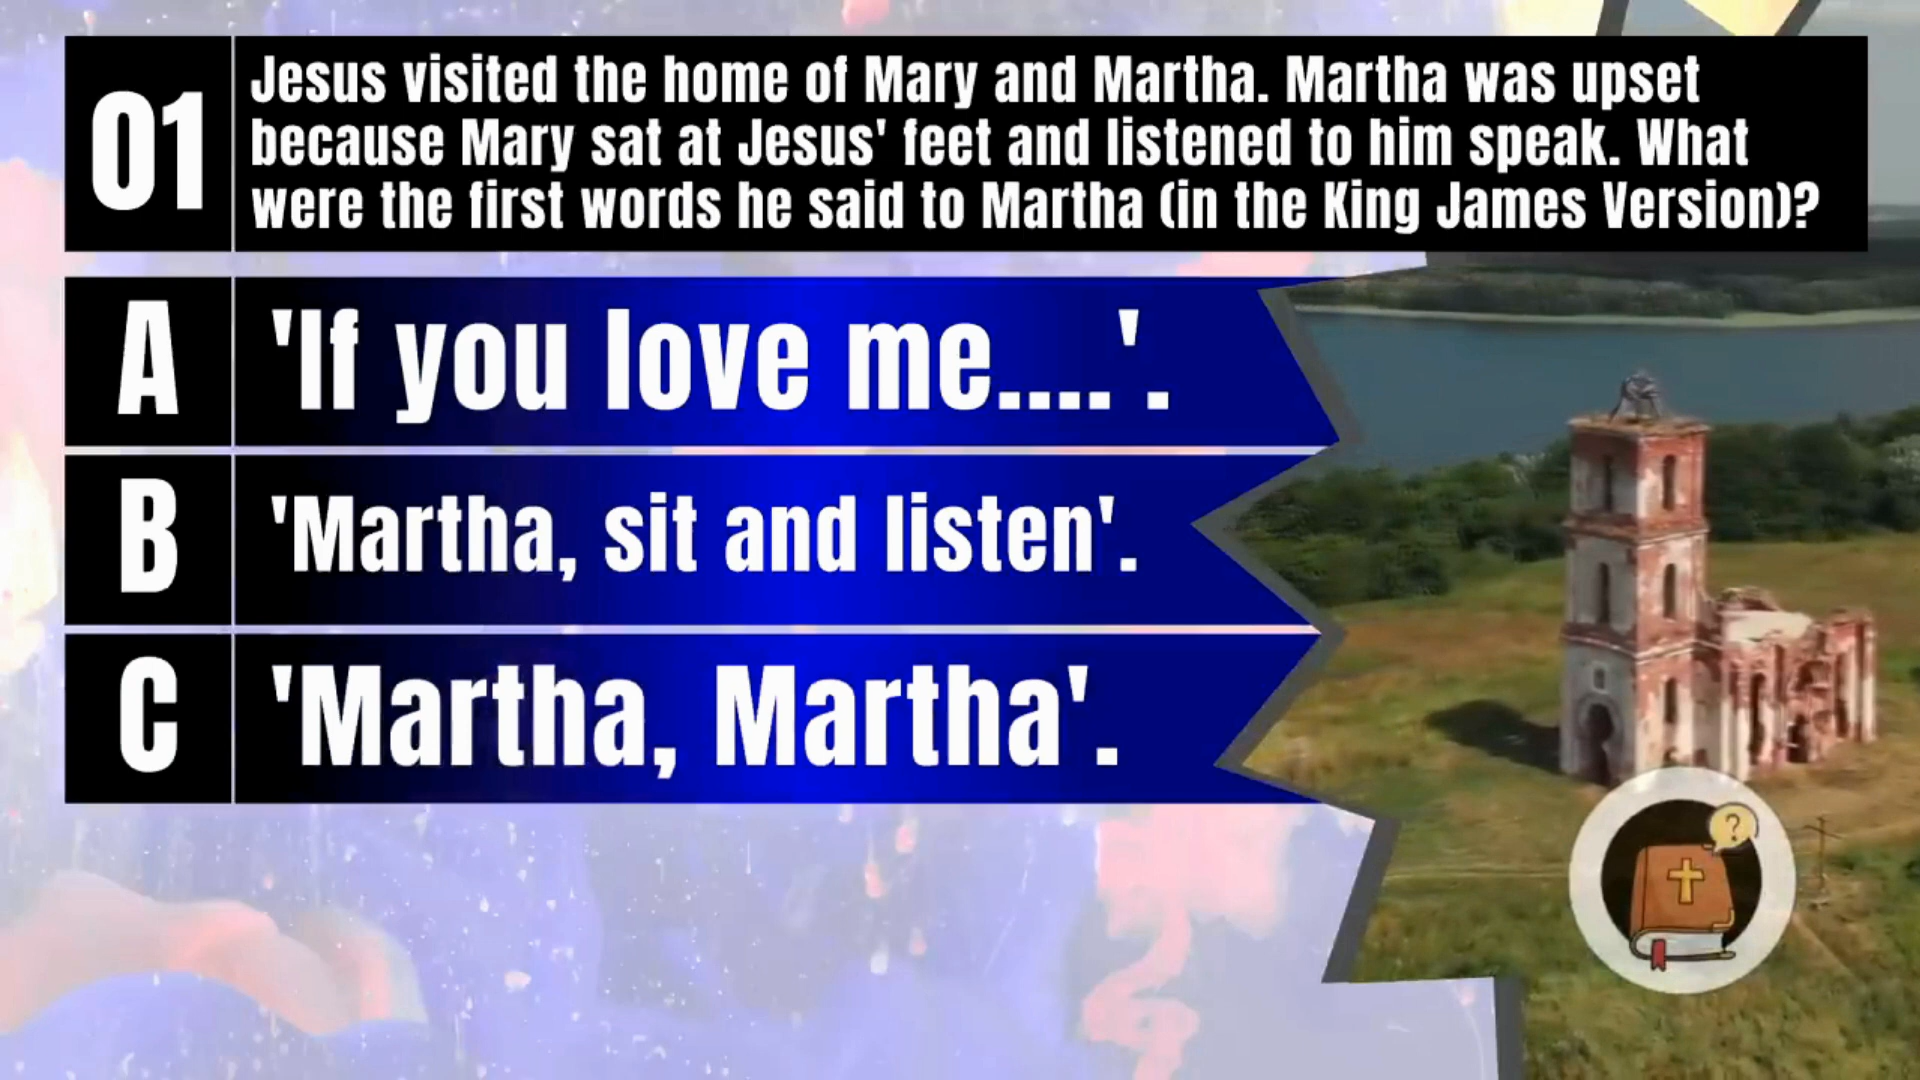 01
Jesus visited the home of Mary and Martha. Martha was upset
because Mary sat at Jesus' feet and listened to him speak. What
were the first words he said to Martha (in the King James Version)?
A
'If you love me....'.
B
'Martha, sit and listen'.
C
'Martha, Martha'.
?